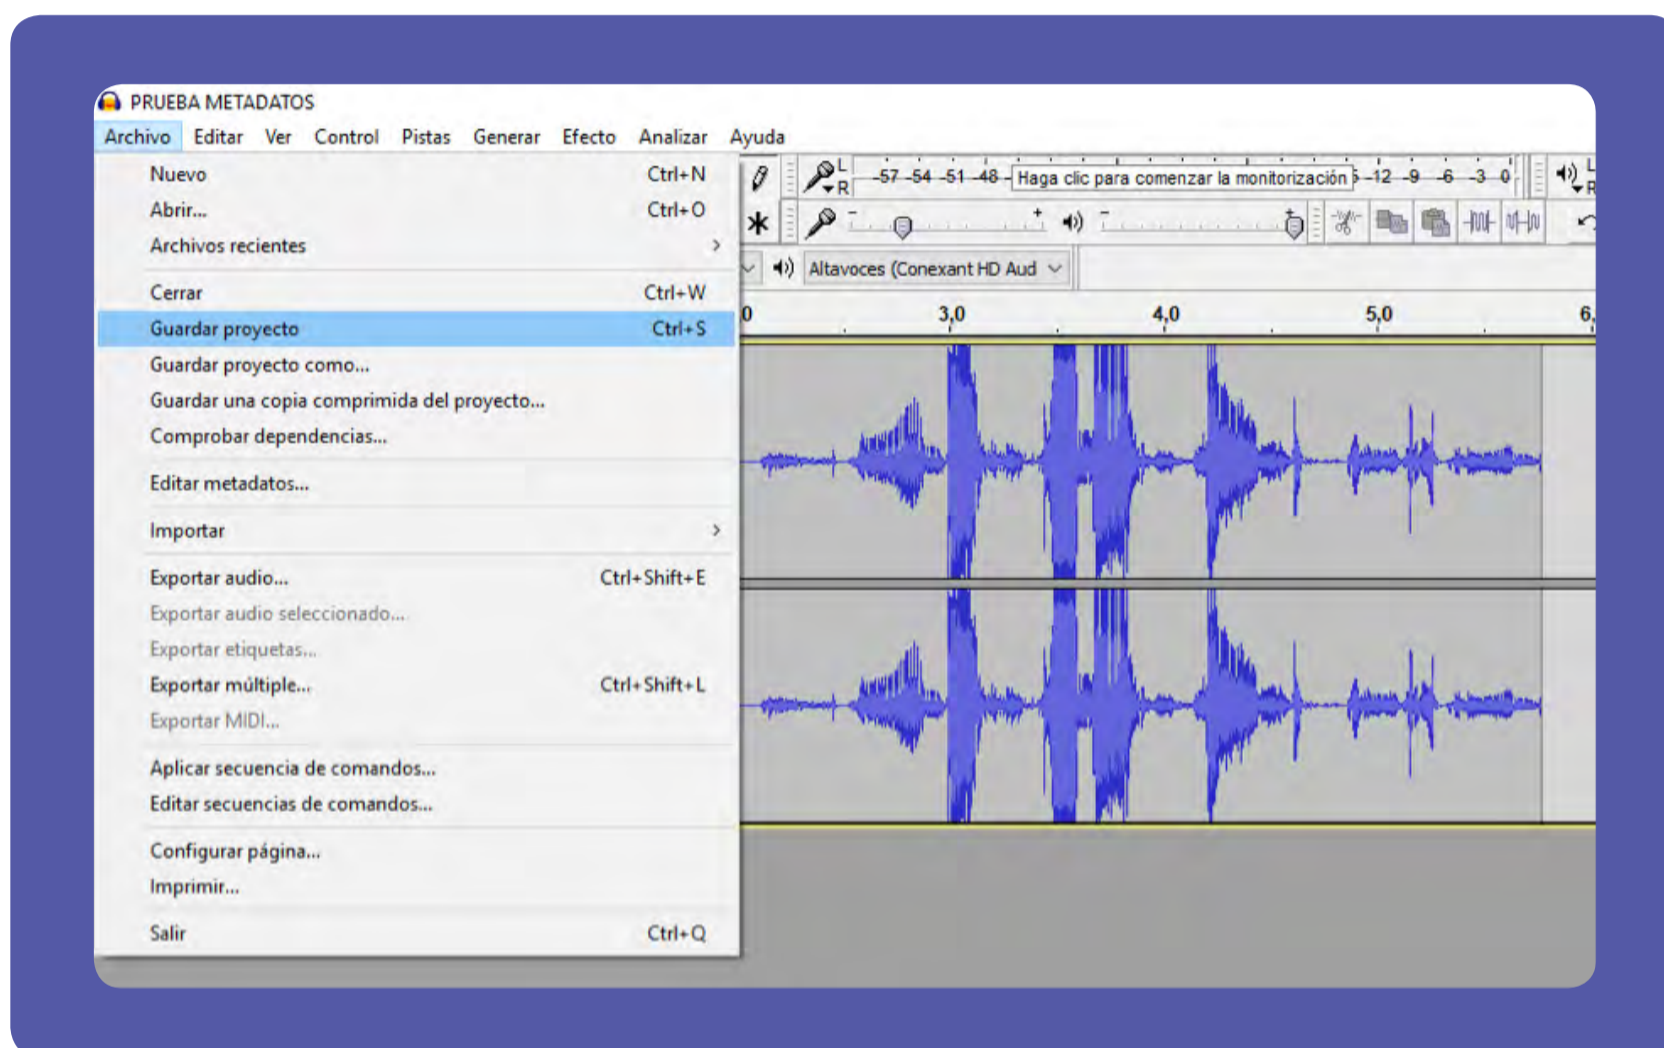 PRUEBA METADATOS
Archivo Editar Ver Control Pistas Generar Efecto Analizar Ayuda
Nuevo Ctrl+N
Abrir... Ctrl+O
Archivos recientes
Cerrar Ctrl+W
Guardar proyecto Ctrl+S
Guardar proyecto como...
Guardar una copia comprimida del proyecto...
Comprobar dependencias...
Editar metadatos...
Importar
Exportar audio... Ctrl+Shift+E
Exportar audio seleccionado...
Exportar etiquetas...
Exportar múltiple... Ctrl+Shift+L
Exportar MIDI...
Aplicar secuencia de comandos...
Editar secuencias de comandos...
Configurar página...
Imprimir...
Salir Ctrl+Q
L
R
-57 -54 -51 -48 Haga clic para comenzar la monitorización -12 -9 -6 -3 0
L
R
- + - +
Altavoces (Conexant HD Aud
0 3,0 4,0 5,0 6,